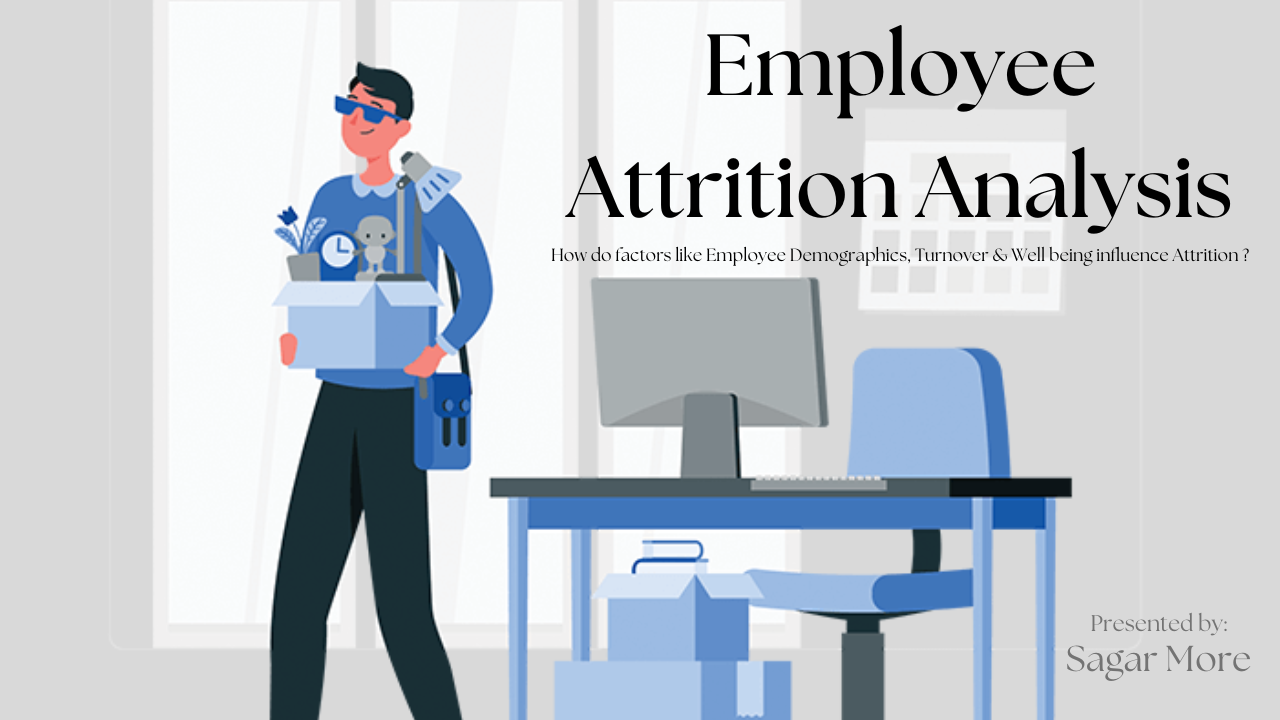 Employee
Attrition Analysis
How do factors like Employee Demographics, Turnover & Well being influence Attrition ?
Presented by:
Sagar More